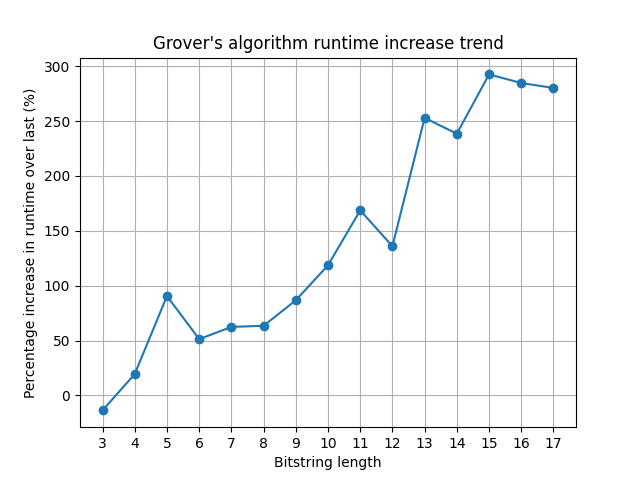 Grover's algorithm runtime increase trend
Percentage increase in runtime over last (%)
300
250
200
150
100
50
0
3 4 5 6 7 8 9 10 11 12 13 14 15 16 17
Bitstring length